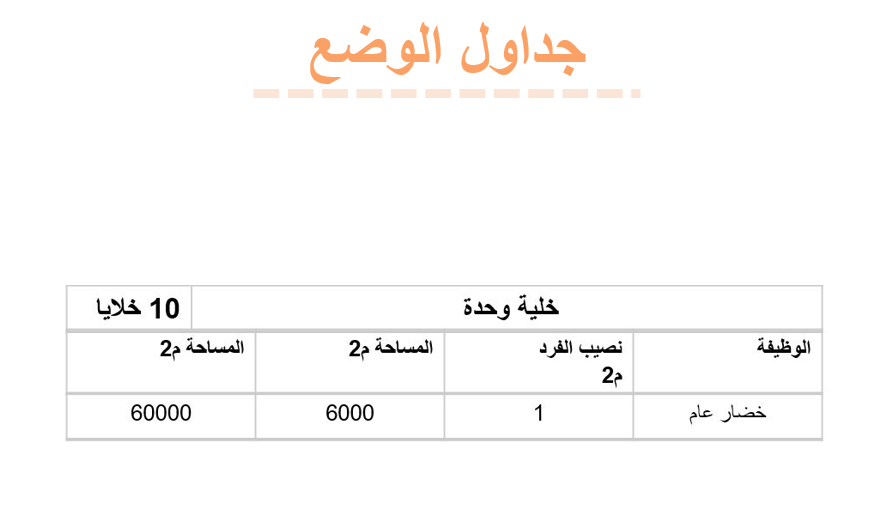 جداول الوضع
خلية وحدة 10 خلايا
الوظيفة نصيب الفرد م2 المساحة م2 المساحة م2
خضار عام 1 6000 60000